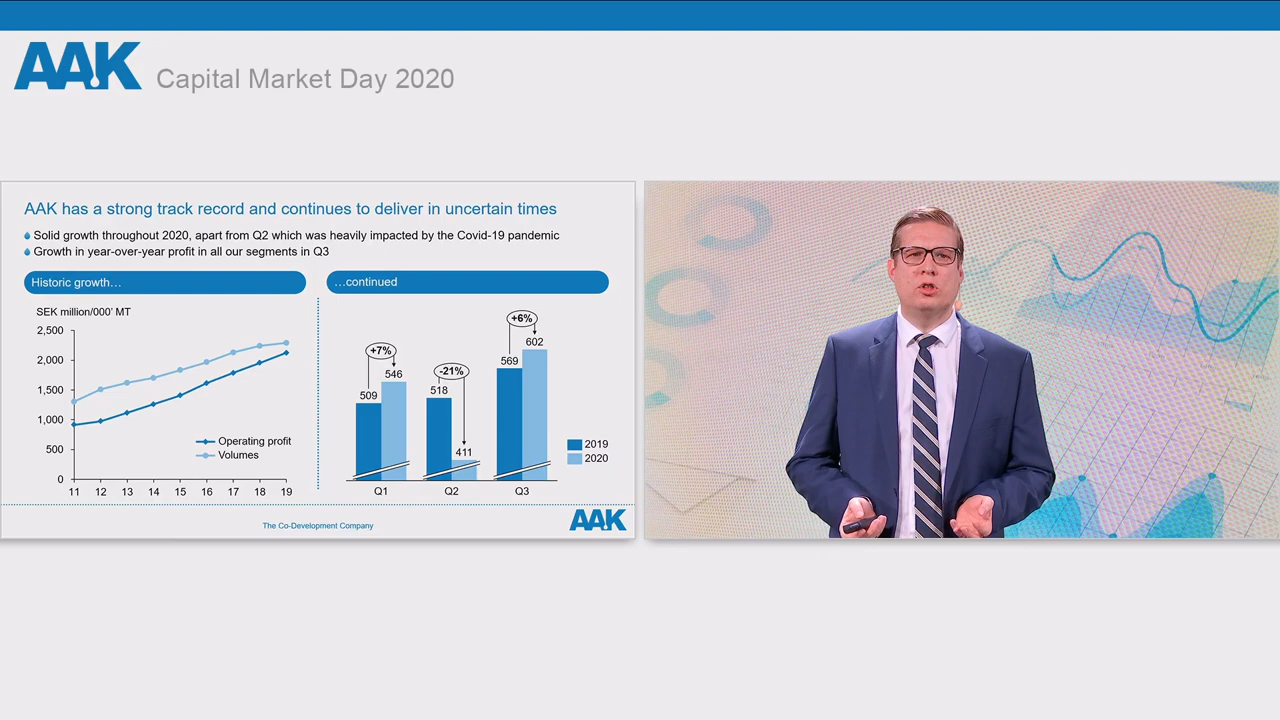 AAK
Capital Market Day 2020
AAK has a strong track record and continues to deliver in uncertain times
Solid growth throughout 2020, apart from Q2 which was heavily impacted by the Covid-19 pandemic
Growth in year-over-year profit in all our segments in Q3
Historic growth…
…continued
SEK million/000' MT
2,500
2,000
1,500
1,000
500
0
11 12 13 14 15 16 17 18 19
Operating profit
Volumes
+7%
-21%
+6%
509
546
518
411
569
602
Q1 Q2 Q3
2019
2020
The Co-Development Company
AAK